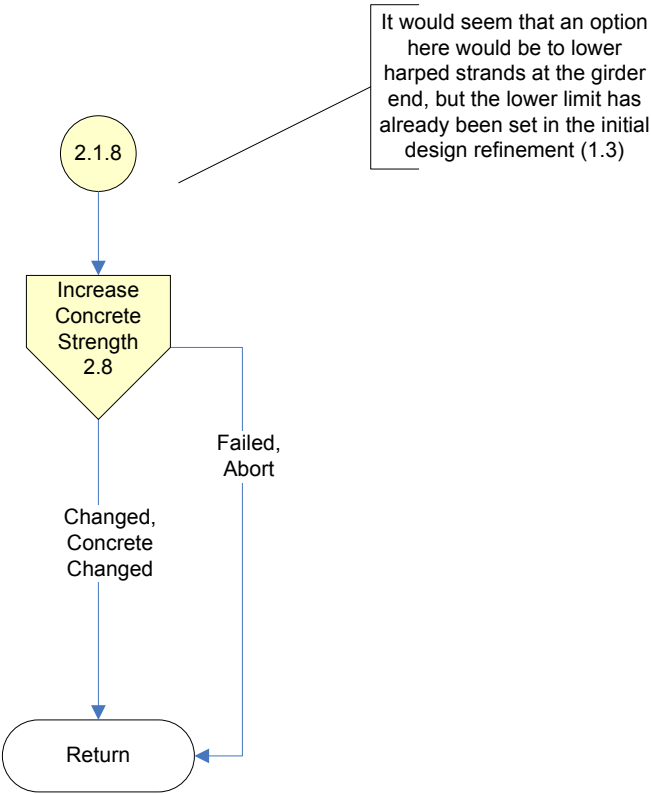 It would seem that an option
here would be to lower
harped strands at the girder
end, but the lower limit has
already been set in the initial
design refinement (1.3)
2.1.8
Increase
Concrete
Strength
2.8
Failed,
Abort
Changed,
Concrete
Changed
Return